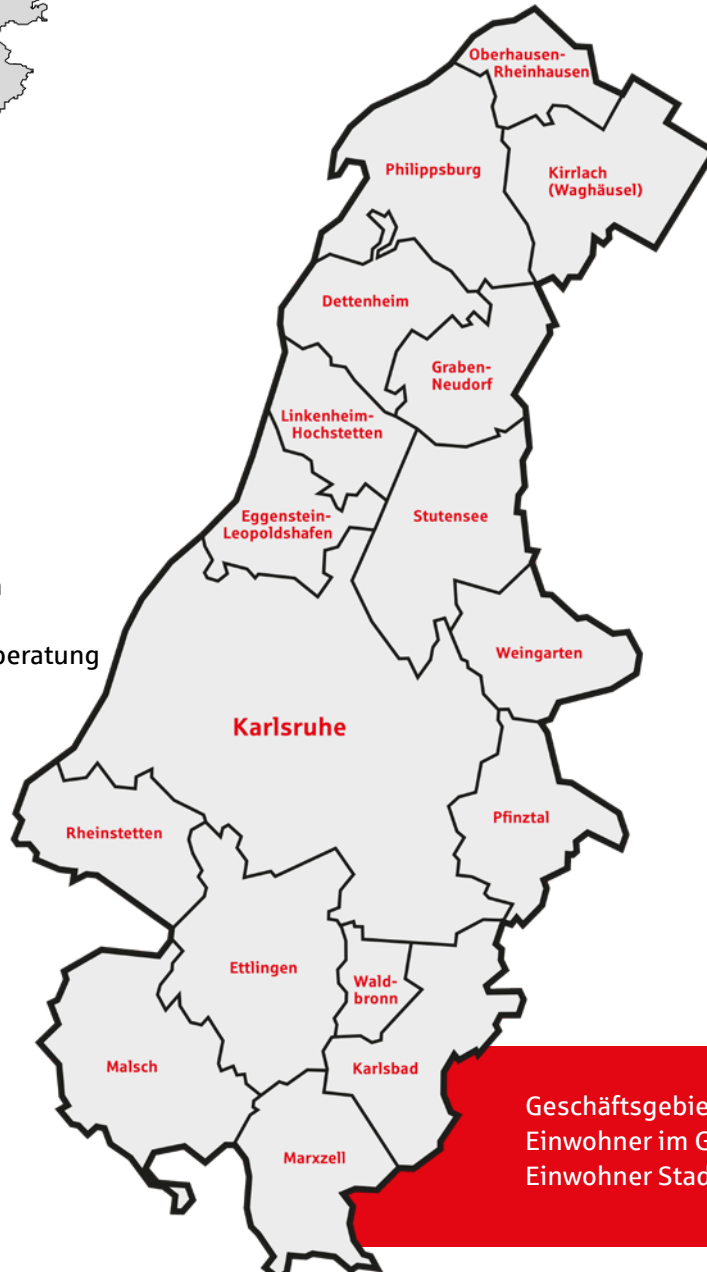 Oberhausen-
Rheinhausen
Philippsburg
Kirrlach
(Waghäusel)
Dettenheim
Graben-
Neudorf
Linkenheim-
Hochstetten
Eggenstein-
Leopoldshafen
Stutensee
beratung
Weingarten
Karlsruhe
Pfinztal
Rheinstetten
Ettlingen
Wald-
bronn
Malsch
Karlsbad
Marxzell
Geschäftsgebie
Einwohner im G
Einwohner Stad